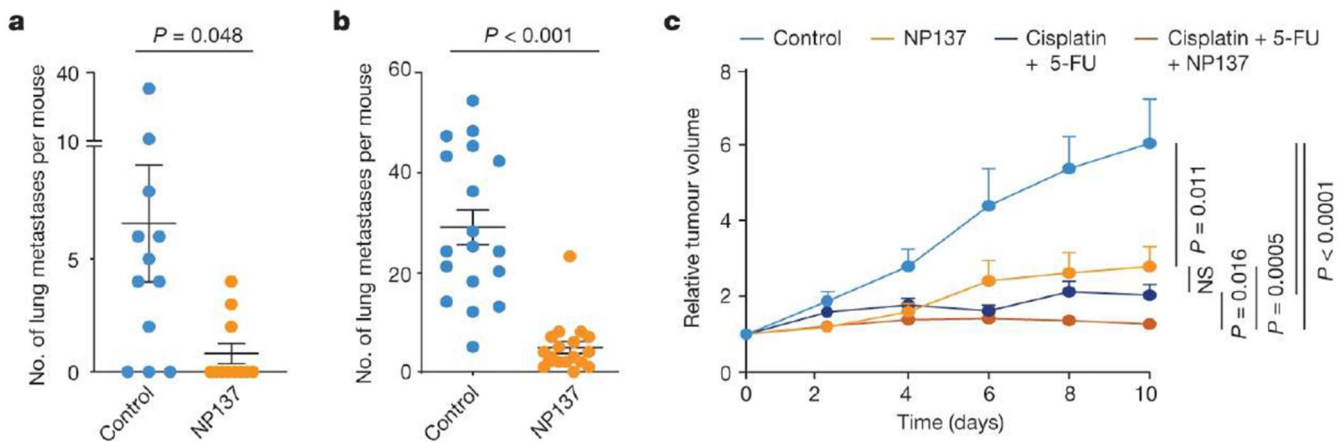 a
P = 0.048
No. of lung metastases per mouse
40
10
5
0
Control
NP137
b
P < 0.001
No. of lung metastases per mouse
60
40
20
0
Control
NP137
c
Control
NP137
Cisplatin
+ 5-FU
Cisplatin + 5-FU
+ NP137
Relative tumour volume
8
6
4
2
0
0
2
4
6
8
10
Time (days)
NS
P = 0.011
P = 0.016
P = 0.0005
P < 0.0001